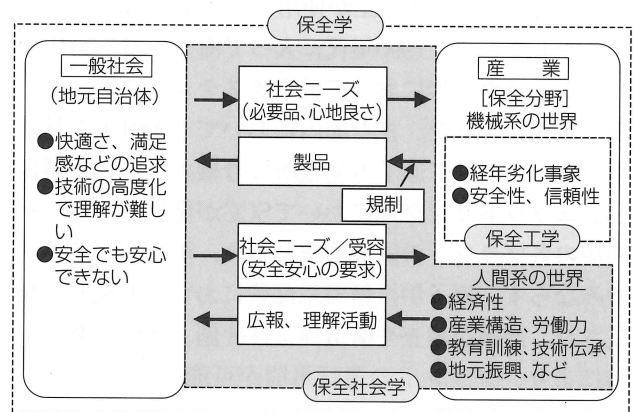 保全学
一般社会
(地元自治体)
●快適さ、満足
感などの追求
●技術の高度化
で理解が難し
い
●安全でも安心
できない
社会ニーズ
(必要品、心地良さ)
製品
規制
社会ニーズ/受容
(安全安心の要求)
広報、理解活動
保全社会学
産 業
[保全分野]
機械系の世界
●経年劣化事象
●安全性、信頼性
保全工学
人間系の世界
●経済性
●産業構造、労働力
●教育訓練、技術伝承
●地元振興、など